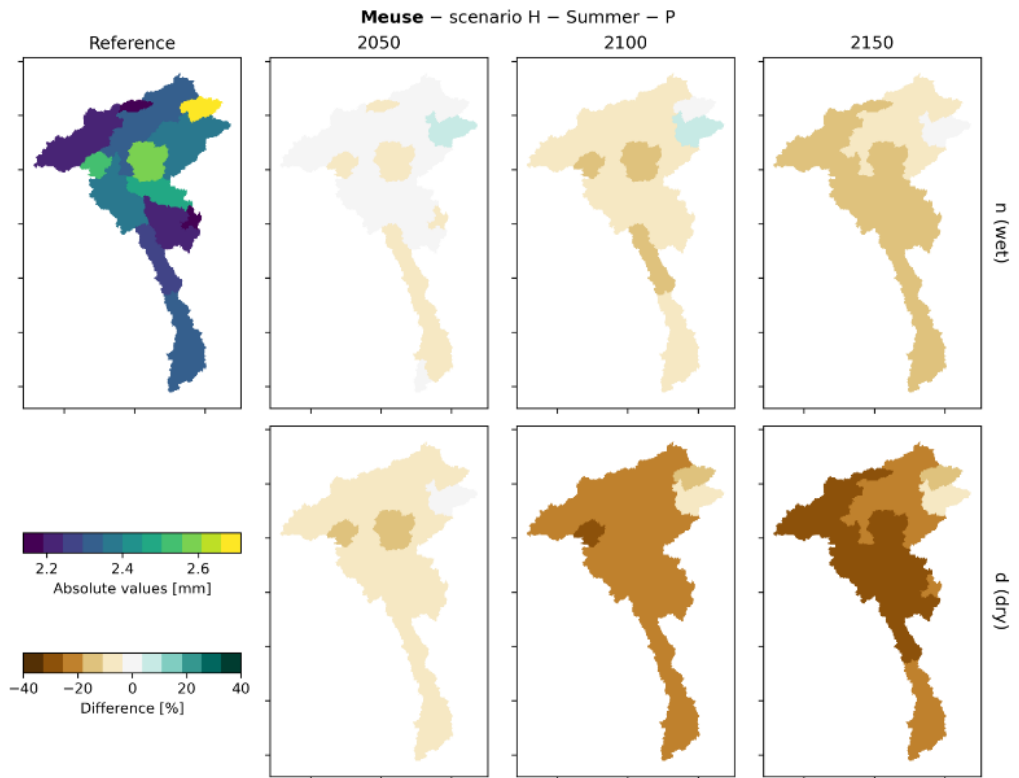 Meuse − scenario H − Summer − P
Reference
2050
2100
2150
n (wet)
2.2 2.4 2.6
Absolute values [mm]
−40 −20 0 20 40
Difference [%]
d (dry)